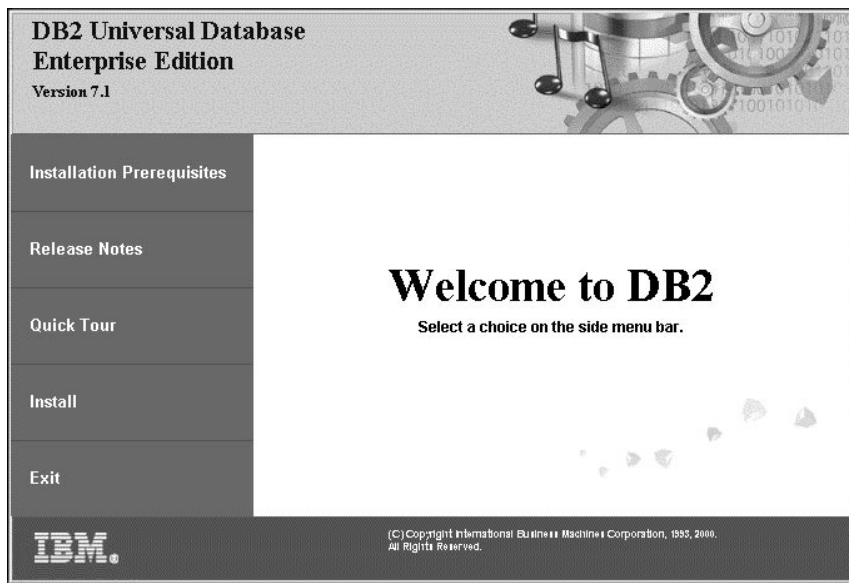 DB2 Universal Database
Enterprise Edition
Version 7.1
Installation Prerequisites
Release Notes
Quick Tour
Install
Exit
Welcome to DB2
Select a choice on the side menu bar.
IBM
(C) Copyright International Business Machines Corporation, 1993, 2000.
All Rights Reserved.